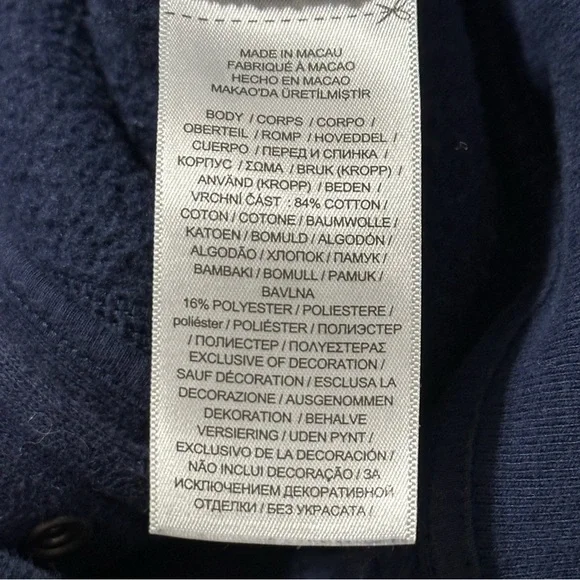 MADE IN MACAU
FABRIQUÉ À MACAO
HECHO EN MACAO
MAKAO'DA ÜRETİLMİŞTİR
BODY / CORPS / CORPO /
OBERTEIL / ROMP / HOVEDDEL /
CUERPO / ПЕРЕД И СПИНКА /
КОРПУС / ΣΩΜΑ / BRUK (KROPP) /
ANVÄND (KROPP) / BEDEN /
VRCHNÍ ČÁST : 84% COTTON /
COTON / COTONE / BAUMWOLLE /
KATOEN / BOMULD / ALGODÓN /
ALGODÃO / ХЛОПОК / ПАМУК /
BAMBAKI / BOMULL / PAMUK /
BAVLNA
16% POLYESTER / POLIESTERE /
poliéster / POLIÉSTER / ПОЛИЭСТЕР
/ ПОЛИЕСТЕР / ΠΟΛΥΕΣΤΕΡΑΣ
EXCLUSIVE OF DECORATION /
SAUF DÉCORATION / ESCLUSA LA
DECORAZIONE / AUSGENOMMEN
DEKORATION / BEHALVE
VERSIERING / UDEN PYNT /
EXCLUSIVO DE LA DECORACIÓN /
NÃO INCLUI DECORAÇÃO / ЗА
ИСКЛЮЧЕНИЕМ ДЕКОРАТИВНОЙ
ОТДЕЛКИ / БЕЗ УКРАСАТА /